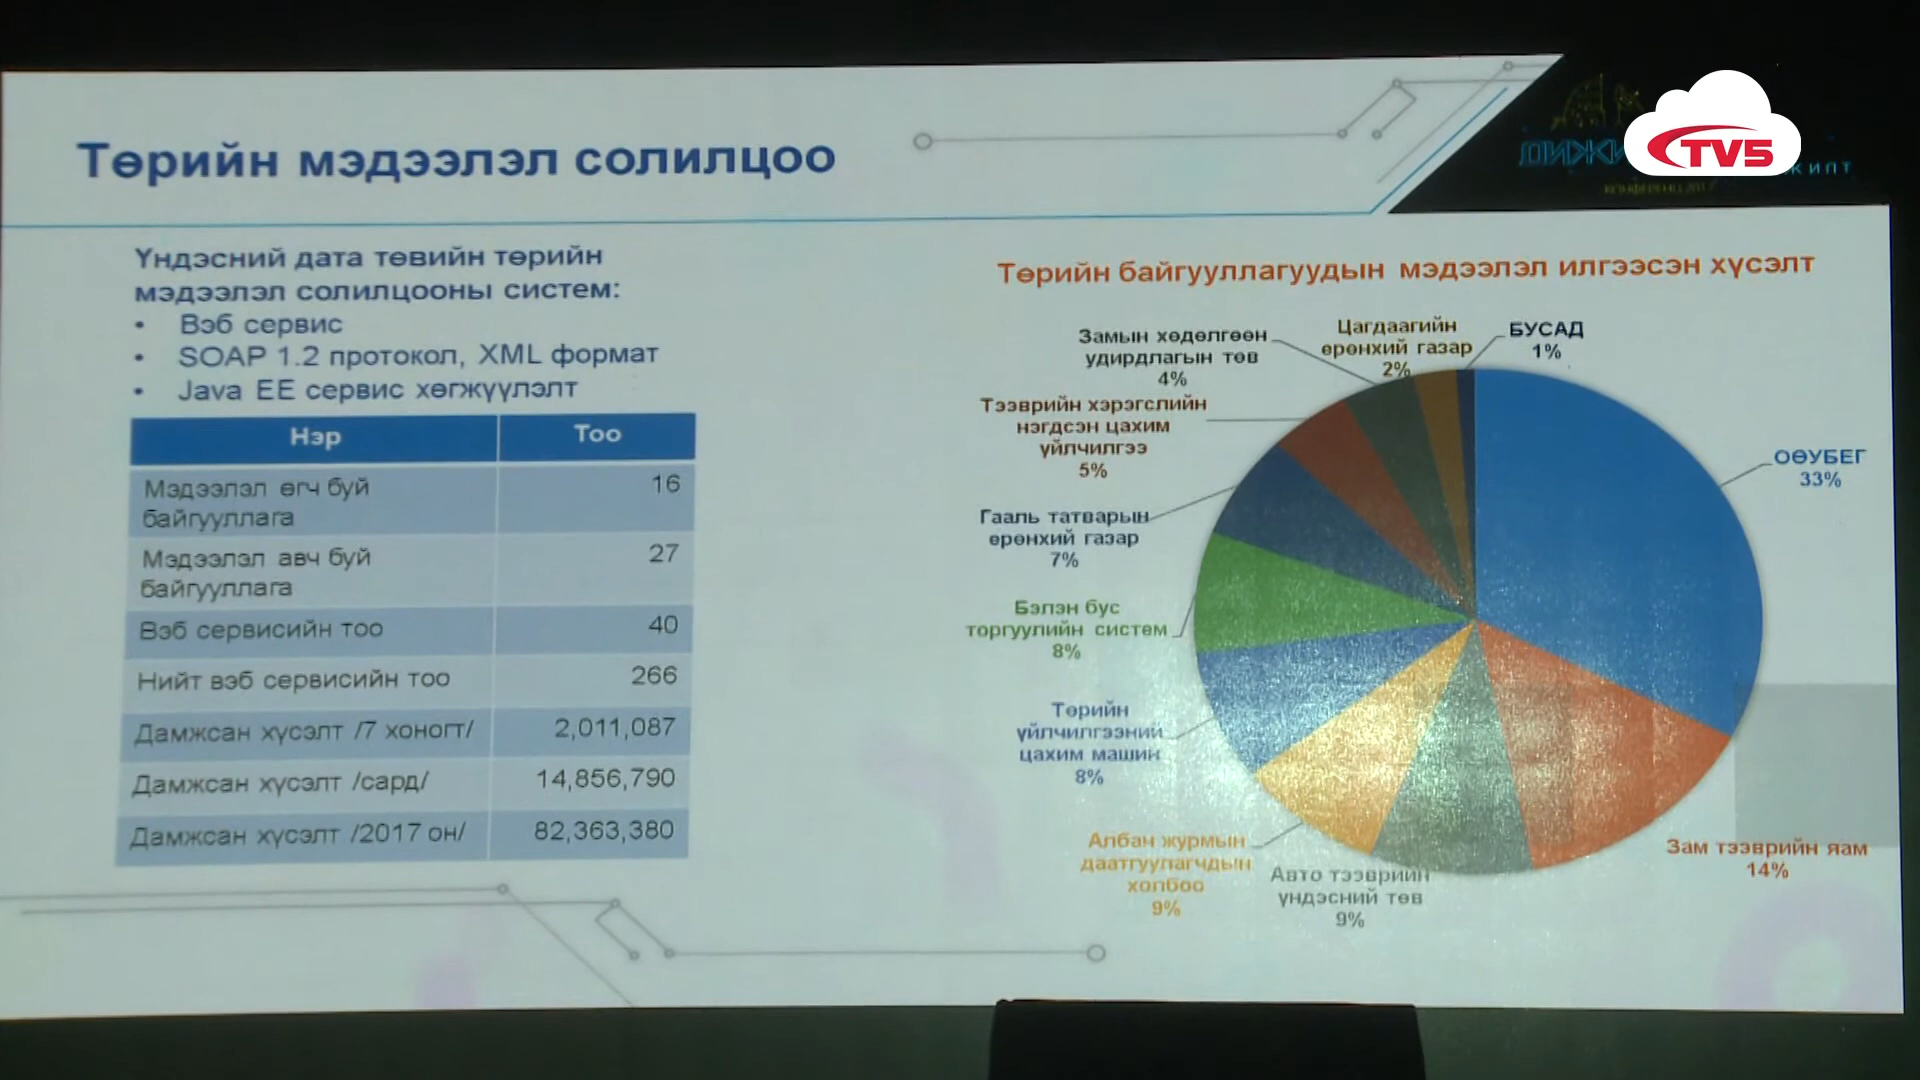 Төрийн мэдээлэл солилцоо
TV5
КОНФЕРЕНЦ 2017
Үндэсний дата төвийн төрийн
мэдээлэл солилцооны систем:
• Вэб сервис
• SOAP 1.2 протокол, XML формат
• Java EE сервис хөгжүүлэлт
Нэр Тоо
Мэдээлэл өгч буй 16
байгууллага
Мэдээлэл авч буй 27
байгууллага
Вэб сервисийн тоо 40
Нийт вэб сервисийн тоо 266
Дамжсан хүсэлт /7 хоногт/ 2,011,087
Дамжсан хүсэлт /сард/ 14,856,790
Дамжсан хүсэлт /2017 он/ 82,363,380
Төрийн байгууллагуудын мэдээлэл илгээсэн хүсэлт
Замын хөдөлгөөн
удирдлагын төв
4%
Цагдаагийн
ерөнхий газар
2%
БУСАД
1%
Тээврийн хэрэгслийн
нэгдсэн цахим
үйлчилгээ
5%
ОӨУБЕГ
33%
Гааль татварын
ерөнхий газар
7%
Бэлэн бус
торгуулийн систем
8%
Төрийн
үйлчилгээний
цахим машин
8%
Албан журмын
даатгуулагчдын
холбоо
9%
Авто тээврийн
үндэсний төв
9%
Зам тээврийн яам
14%